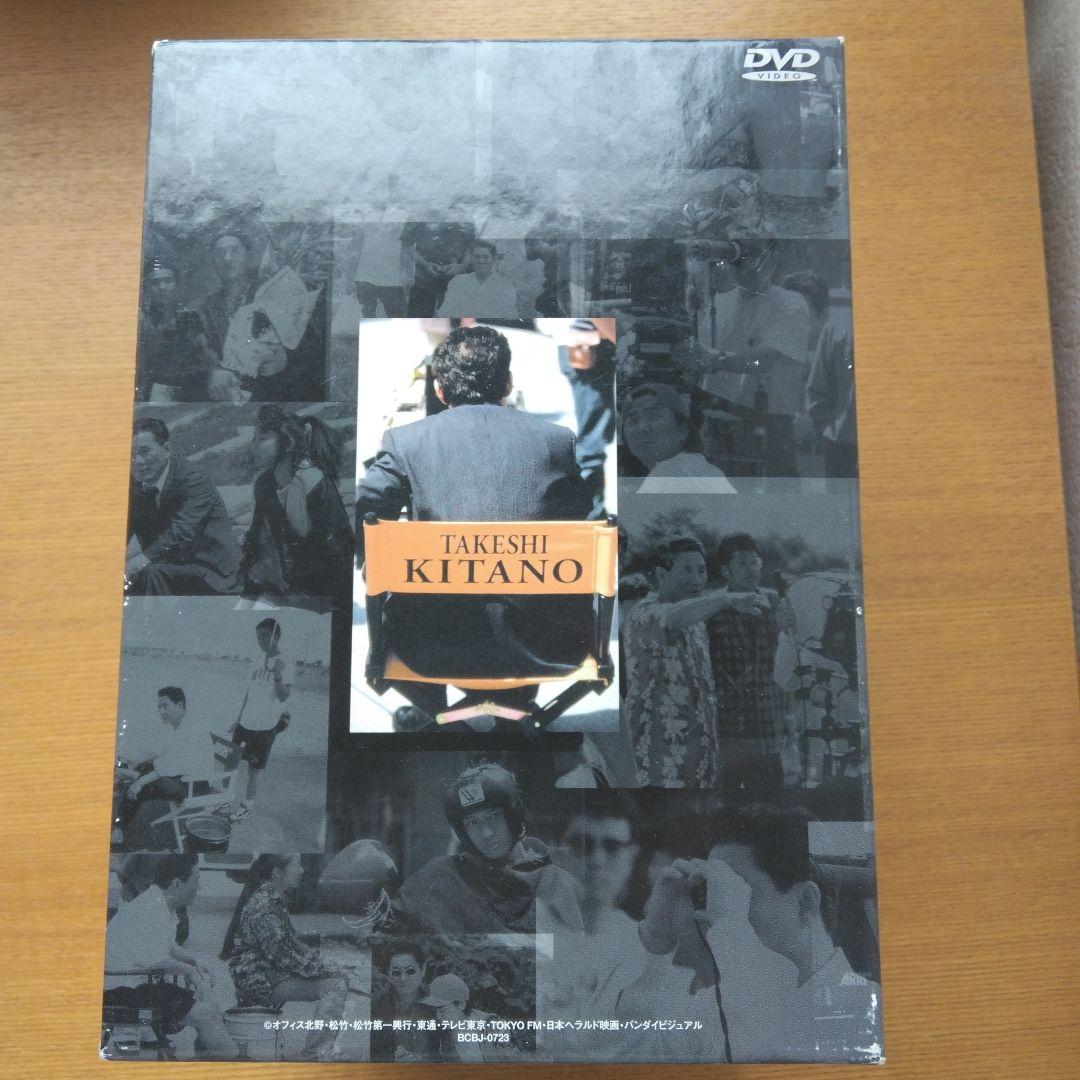 DVD
VIDEO
TAKESHI
KITANO
©オフィス北野・松竹・松竹第一興行・東通・テレビ東京・TOKYO FM・日本ヘラルド映画・バンダイビジュアル
BCBJ-0723